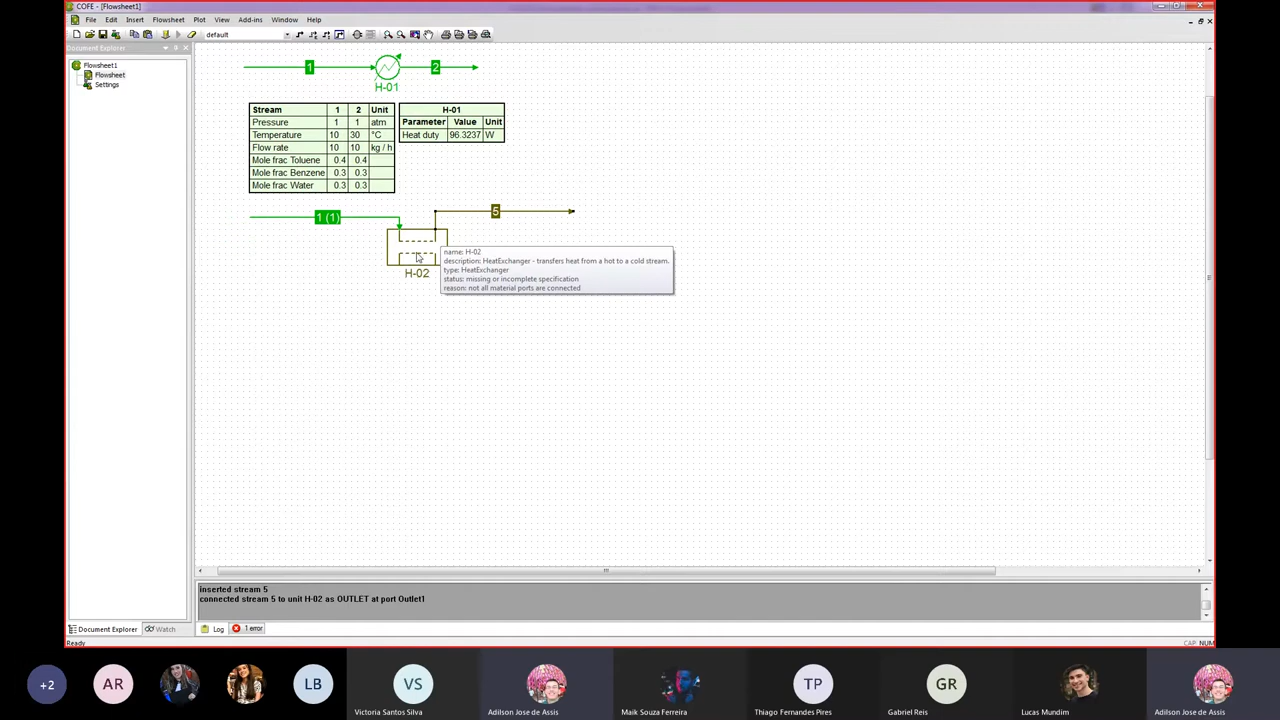 COFE - [Flowsheet1]
File Edit Insert Flowsheet Plot View Add-ins Window Help
default
Document Explorer
Flowsheet1
Flowsheet
Settings
1 2
H-01
Stream 1 2 Unit
Pressure 1 1 atm
Temperature 10 30 °C
Flow rate 10 10 kg / h
Mole frac Toluene 0.4 0.4
Mole frac Benzene 0.3 0.3
Mole frac Water 0.3 0.3
H-01
Parameter Value Unit
Heat duty 96.3237 W
1 (1)
5
H-02
name: H-02
description: HeatExchanger - transfers heat from a hot to a cold stream.
type: HeatExchanger
status: missing or incomplete specification
reason: not all material ports are connected
inserted stream 5
connected stream 5 to unit H-02 as OUTLET at port Outlet1
Document Explorer Watch
Log 1 error
Ready
CAP NUM
+2
AR
LB
VS
Victoria Santos Silva
Adilson Jose de Assis
Maik Souza Ferreira
TP
Thiago Fernandes Pires
GR
Gabriel Reis
Lucas Mundim
Adilson Jose de Assis